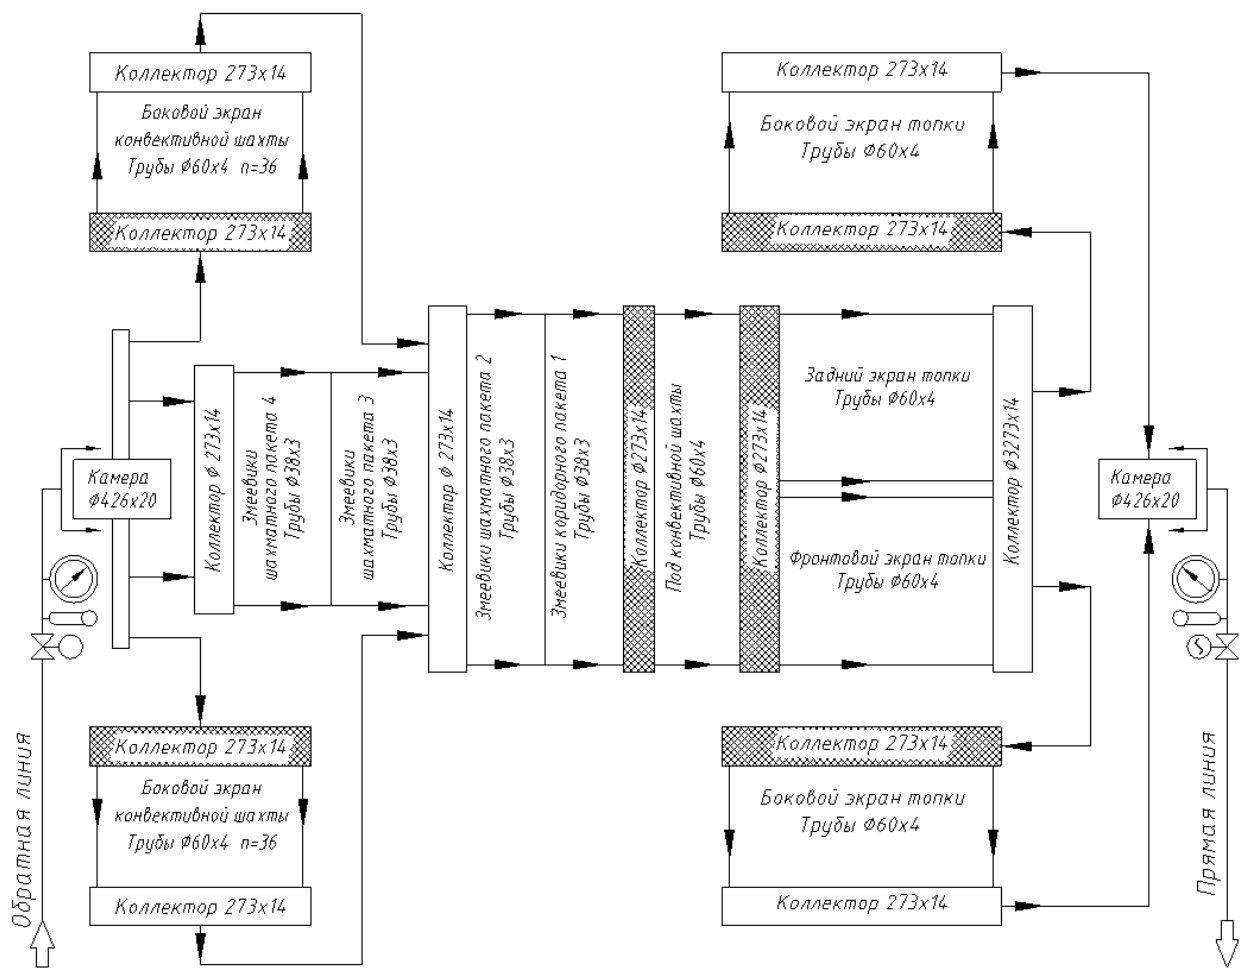 Коллектор 273х14
Боковой экран
конвективной шахты
Трубы Ф60х4 n=36
Коллектор 273х14
Коллектор 273х14
Боковой экран топки
Трубы Ф60х4
Коллектор 273х14
Камера
Ф426х20
Коллектор Ф 273х14
Змеевики
шахматного пакета 4
Трубы Ф38х3
Змеевики
шахматного пакета 3
Трубы Ф38х3
Коллектор Ф 273х14
Змеевики шахматного пакета 2
Трубы Ф38х3
Змеевики коридорного пакета 1
Трубы Ф38х3
Коллектор Ф273х14
Под конвективной шахты
Трубы Ф60х4
Коллектор Ф273х14
Задний экран топки
Трубы Ф60х4
Фронтовой экран топки
Трубы Ф60х4
Коллектор Ф3273х14
Камера
Ф426х20
Коллектор 273х14
Боковой экран
конвективной шахты
Трубы Ф60х4 n=36
Коллектор 273х14
Коллектор 273х14
Боковой экран топки
Трубы Ф60х4
Коллектор 273х14
Обратная линия
Прямая линия